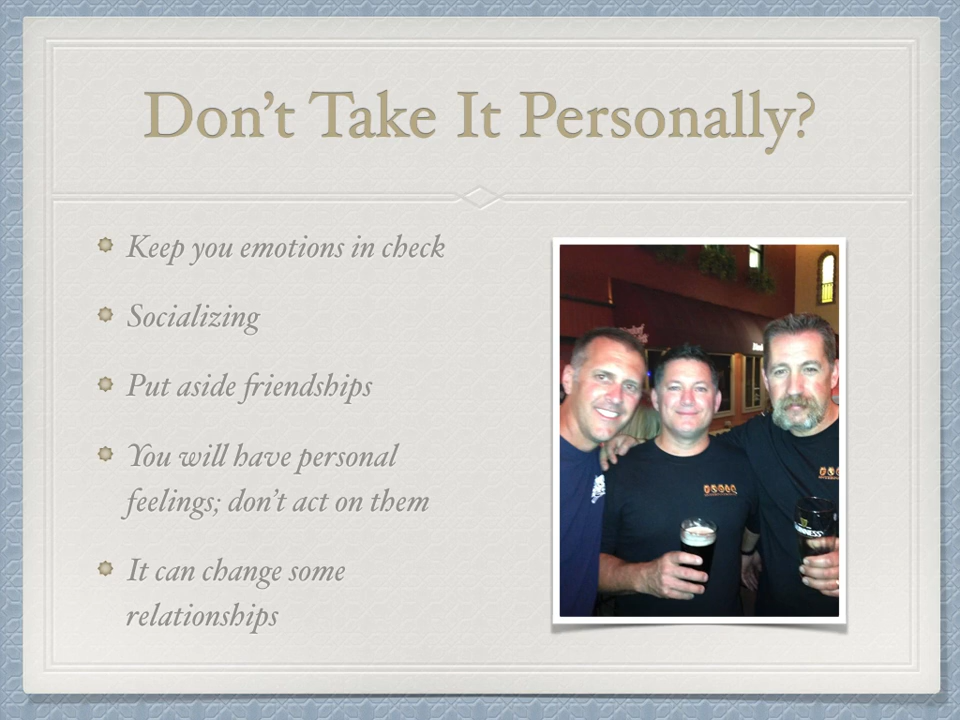 Don't Take It Personally?
Keep you emotions in check
Socializing
Put aside friendships
You will have personal
feelings; don't act on them
It can change some
relationships